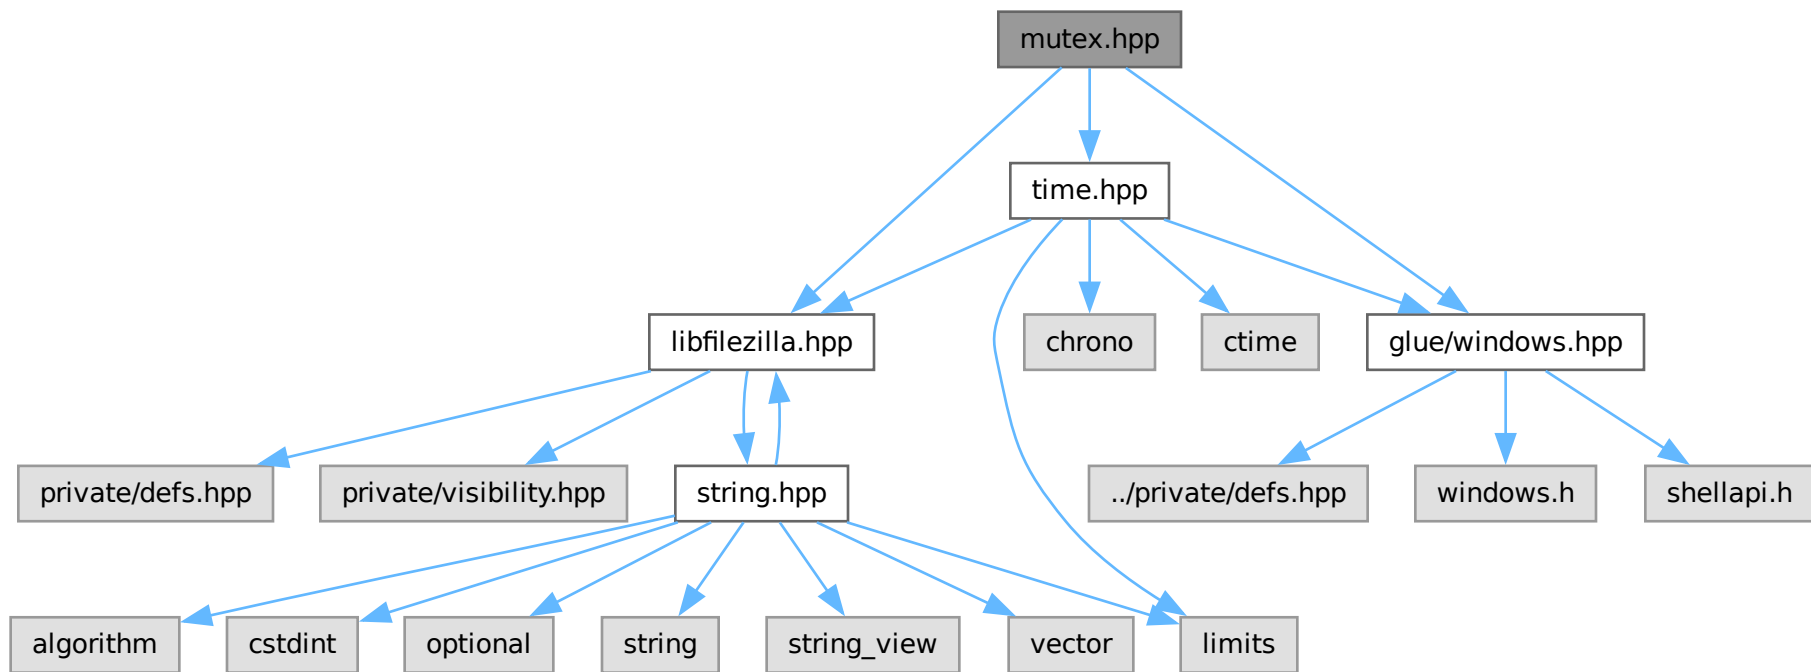 mutex.hpp
time.hpp
libfilezilla.hpp
chrono
ctime
glue/windows.hpp
private/defs.hpp
private/visibility.hpp
string.hpp
../private/defs.hpp
windows.h
shellapi.h
algorithm
cstdint
optional
string
string_view
vector
limits